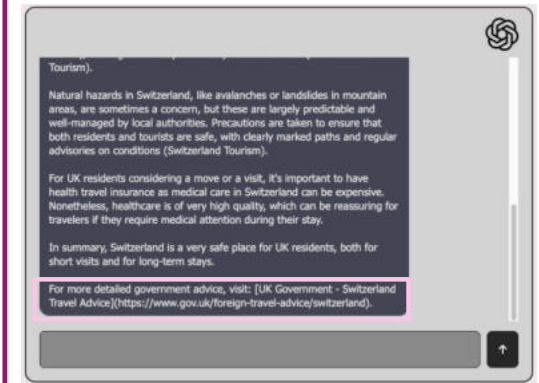 Tourism).
Natural hazards in Switzerland, like avalanches or landslides in mountain
areas, are sometimes a concern, but these are largely predictable and
well-managed by local authorities. Precautions are taken to ensure that
both residents and tourists are safe, with clearly marked paths and regular
advisories on conditions (Switzerland Tourism).
For UK residents considering a move or a visit, it's important to have
health travel insurance as medical care in Switzerland can be expensive.
Nonetheless, healthcare is of very high quality, which can be reassuring for
travelers if they require medical attention during their stay.
In summary, Switzerland is a very safe place for UK residents, both for
short visits and for long-term stays.
For more detailed government advice, visit: [UK Government - Switzerland
Travel Advice](https://www.gov.uk/foreign-travel-advice/switzerland).